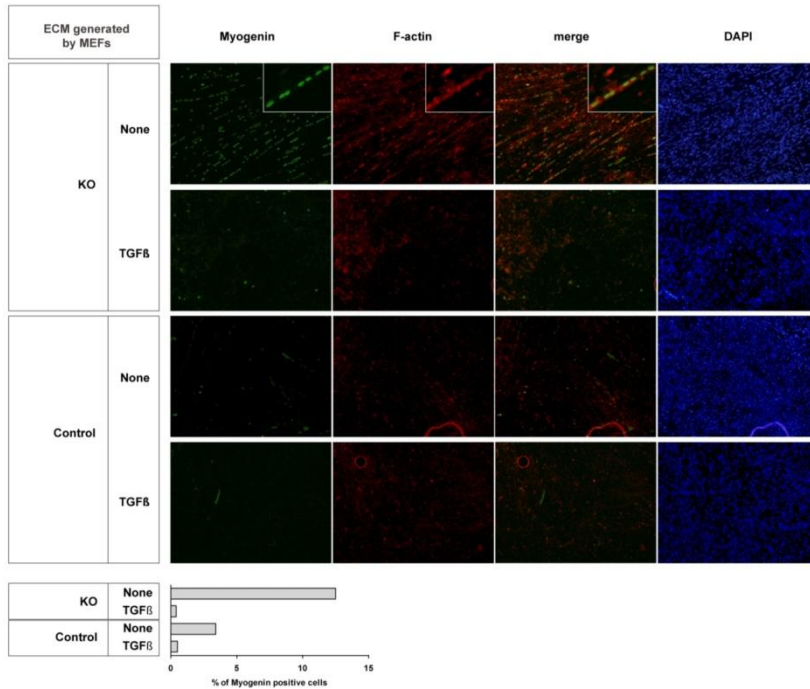 ECM generated
by MEFs
Myogenin
F-actin
merge
DAPI
KO
None
TGFß
Control
None
TGFß
KO
None
TGFß
Control
None
TGFß
0
5
10
15
% of Myogenin positive cells